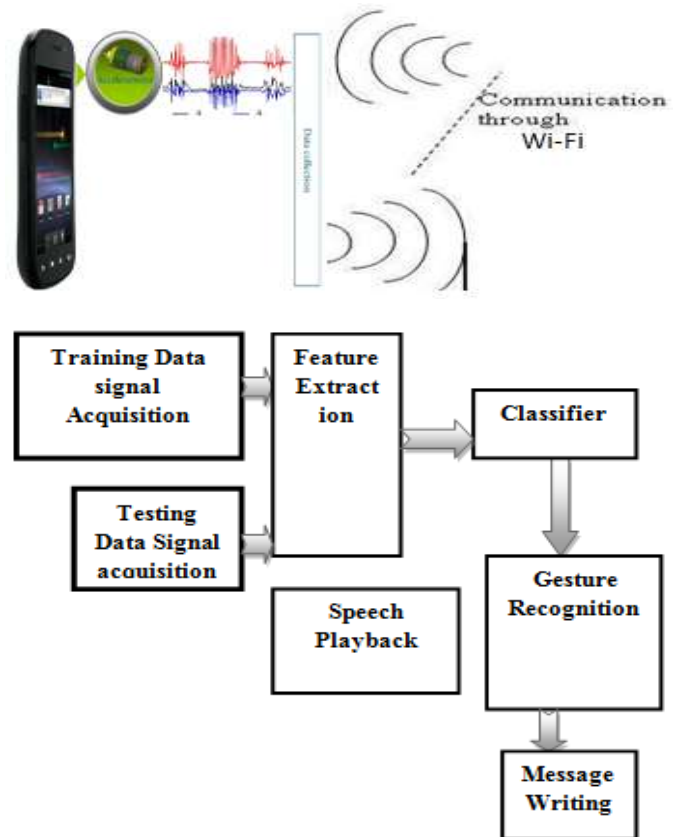 Data collection
Communication
through
Wi-Fi
Training Data
signal
Acquisition
Feature
Extract
ion
Classifier
Testing
Data Signal
acquisition
Gesture
Recognition
Speech
Playback
Message
Writing